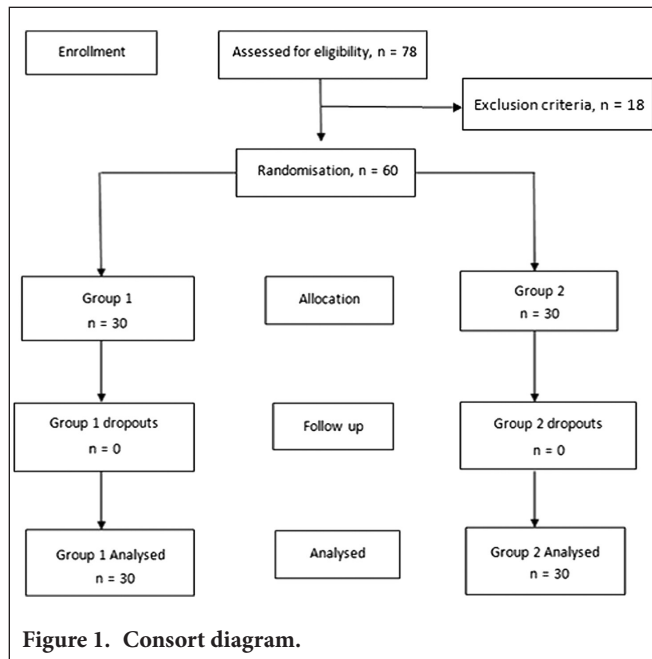 Enrollment
Assessed for eligibility, n = 78
Exclusion criteria, n = 18
Randomisation, n = 60
Group 1
n = 30
Allocation
Group 2
n = 30
Group 1 dropouts
n = 0
Follow up
Group 2 dropouts
n = 0
Group 1 Analysed
n = 30
Analysed
Group 2 Analysed
n = 30
Figure 1. Consort diagram.